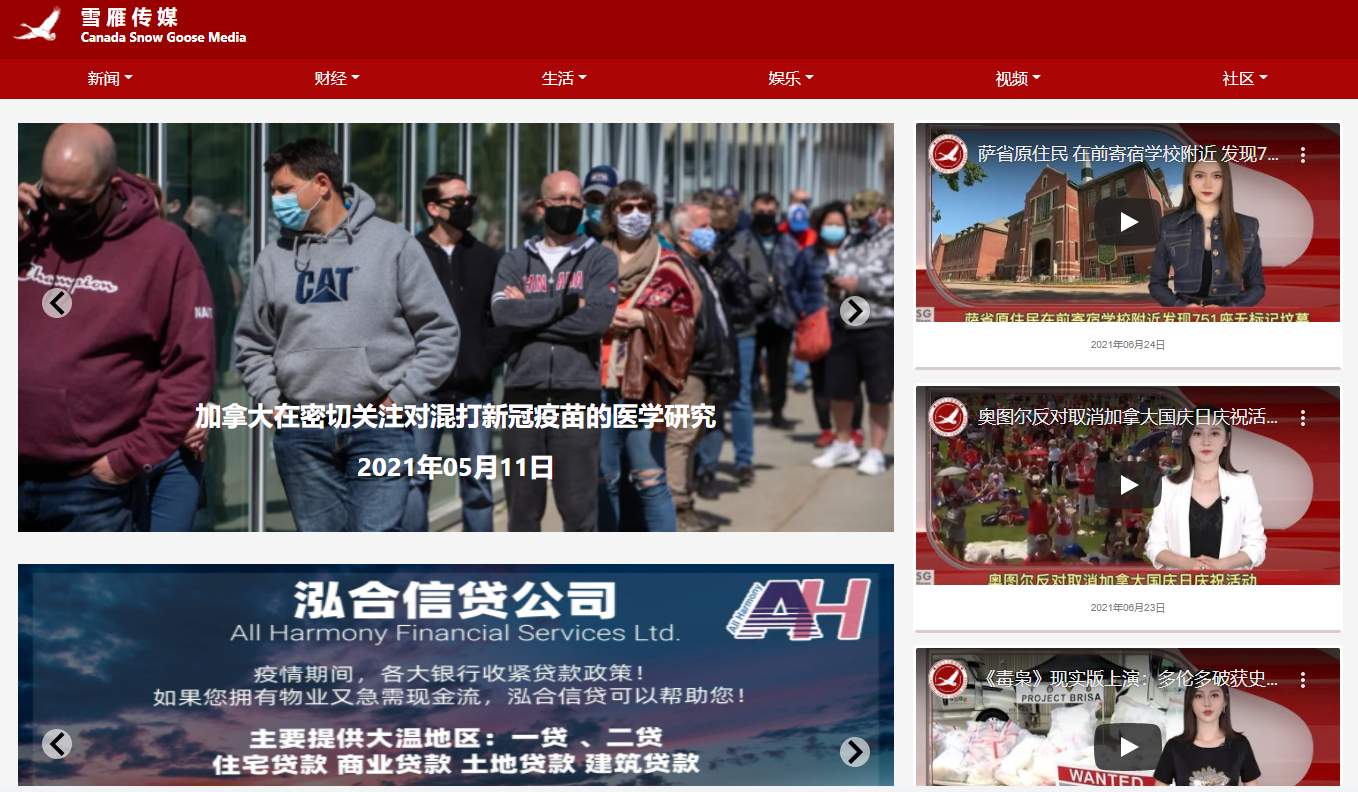 雪雁传媒
Canada Snow Goose Media
新闻
财经
生活
娱乐
视频
社区
Champion
NAT
CAT
CANADA
加拿大在密切关注对混打新冠疫苗的医学研究
2021年05月11日
泓合信贷公司
All Harmony Financial Services Ltd.
All Harmony
AH
疫情期间，各大银行收紧贷款政策！
如果您拥有物业又急需现金流，泓合信贷可以帮助您！
主要提供大温地区：一贷 、二贷
住宅贷款 商业贷款 土地贷款 建筑贷款
萨省原住民 在前寄宿学校附近 发现7...
SG
萨省原住民在前寄宿学校附近发现751座无标记坟墓
2021年06月24日
奥图尔反对取消加拿大国庆日庆祝活...
SG
奥图尔反对取消加拿大国庆日庆祝活动
2021年06月23日
《毒枭》现实版上演：多伦多破获史...
PROJECT BRISA
WANTED